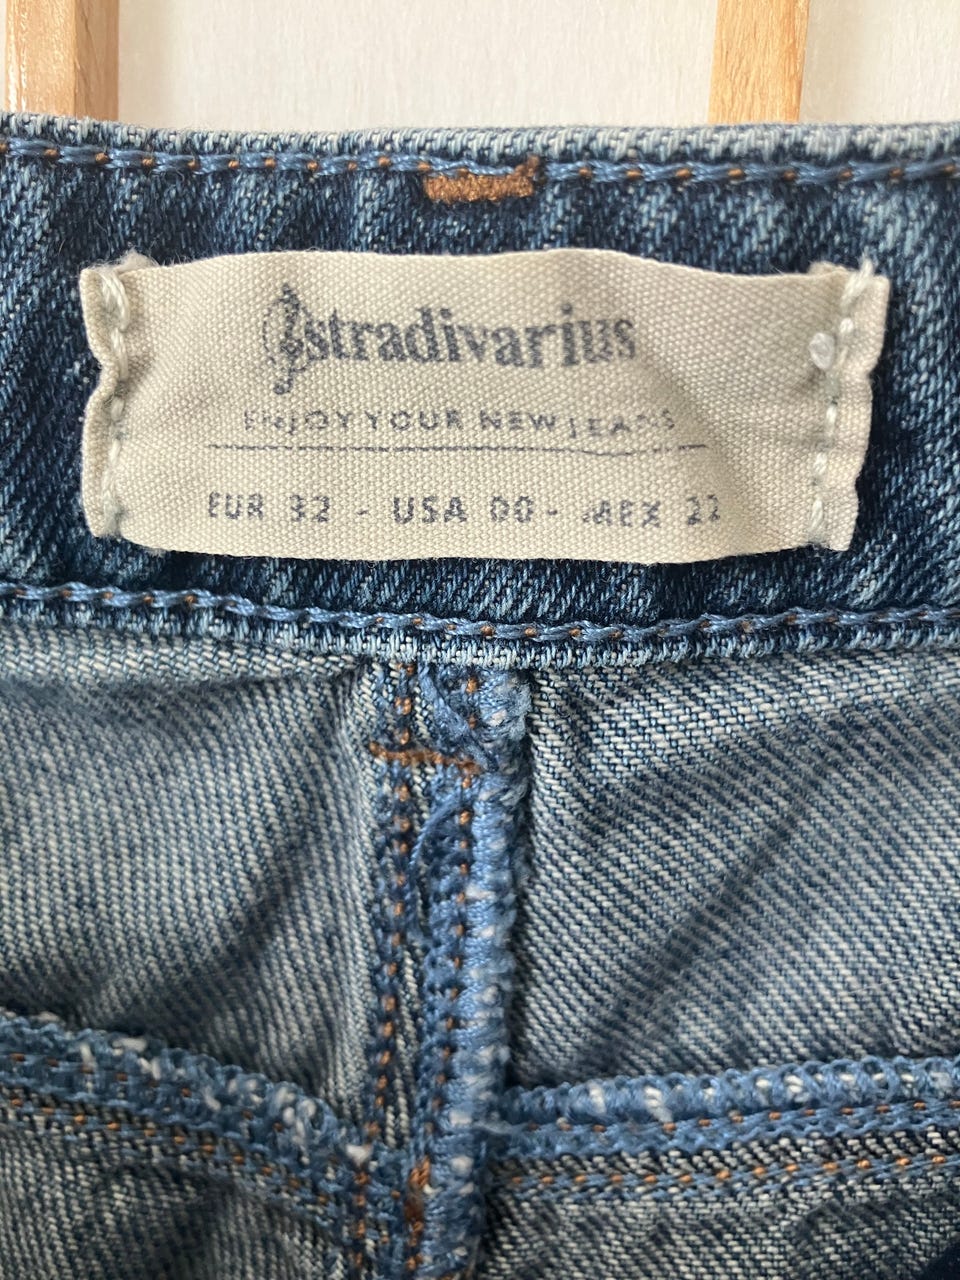 stradivarius
ENJOY YOUR NEW JEANS
EUR 32 - USA 00 - MEX 22